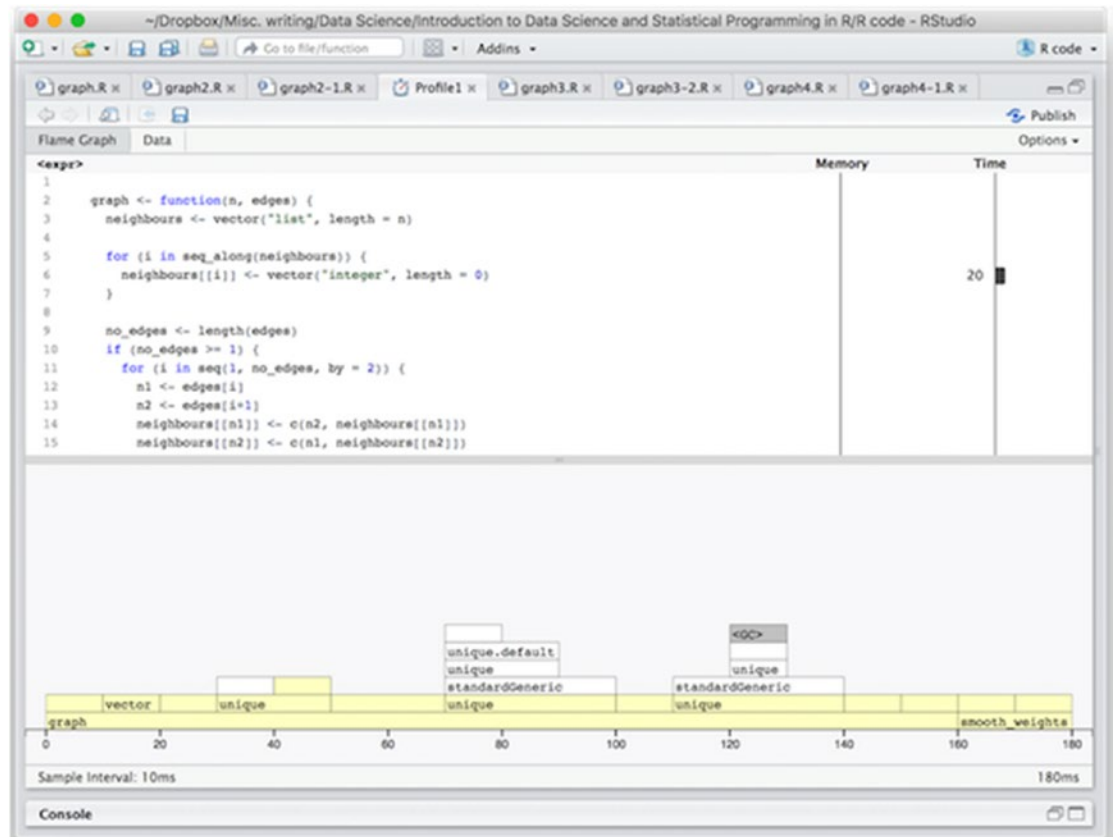 ~/Dropbox/Misc. writing/Data Science/Introduction to Data Science and Statistical Programming in R/R code - RStudio
Go to file/function Addins R code
graph.R graph2.R graph2-1.R Profile1 graph3.R graph3-2.R graph4.R graph4-1.R
Publish
Flame Graph Data Options
<expr> Memory Time
1
2 graph <- function(n, edges) {
3 neighbours <- vector("list", length = n)
4
5 for (i in seq_along(neighbours)) {
6 neighbours[[i]] <- vector("integer", length = 0) 20
7 }
8
9 no_edges <- length(edges)
10 if (no_edges >= 1) {
11 for (i in seq(1, no_edges, by = 2)) {
12 n1 <- edges[i]
13 n2 <- edges[i+1]
14 neighbours[[n1]] <- c(n2, neighbours[[n1]])
15 neighbours[[n2]] <- c(n1, neighbours[[n2]])
<GC>
unique.default
unique unique
standardGeneric standardGeneric
vector unique unique unique
graph smooth_weights
0 20 40 60 80 100 120 140 160 180
Sample Interval: 10ms 180ms
Console